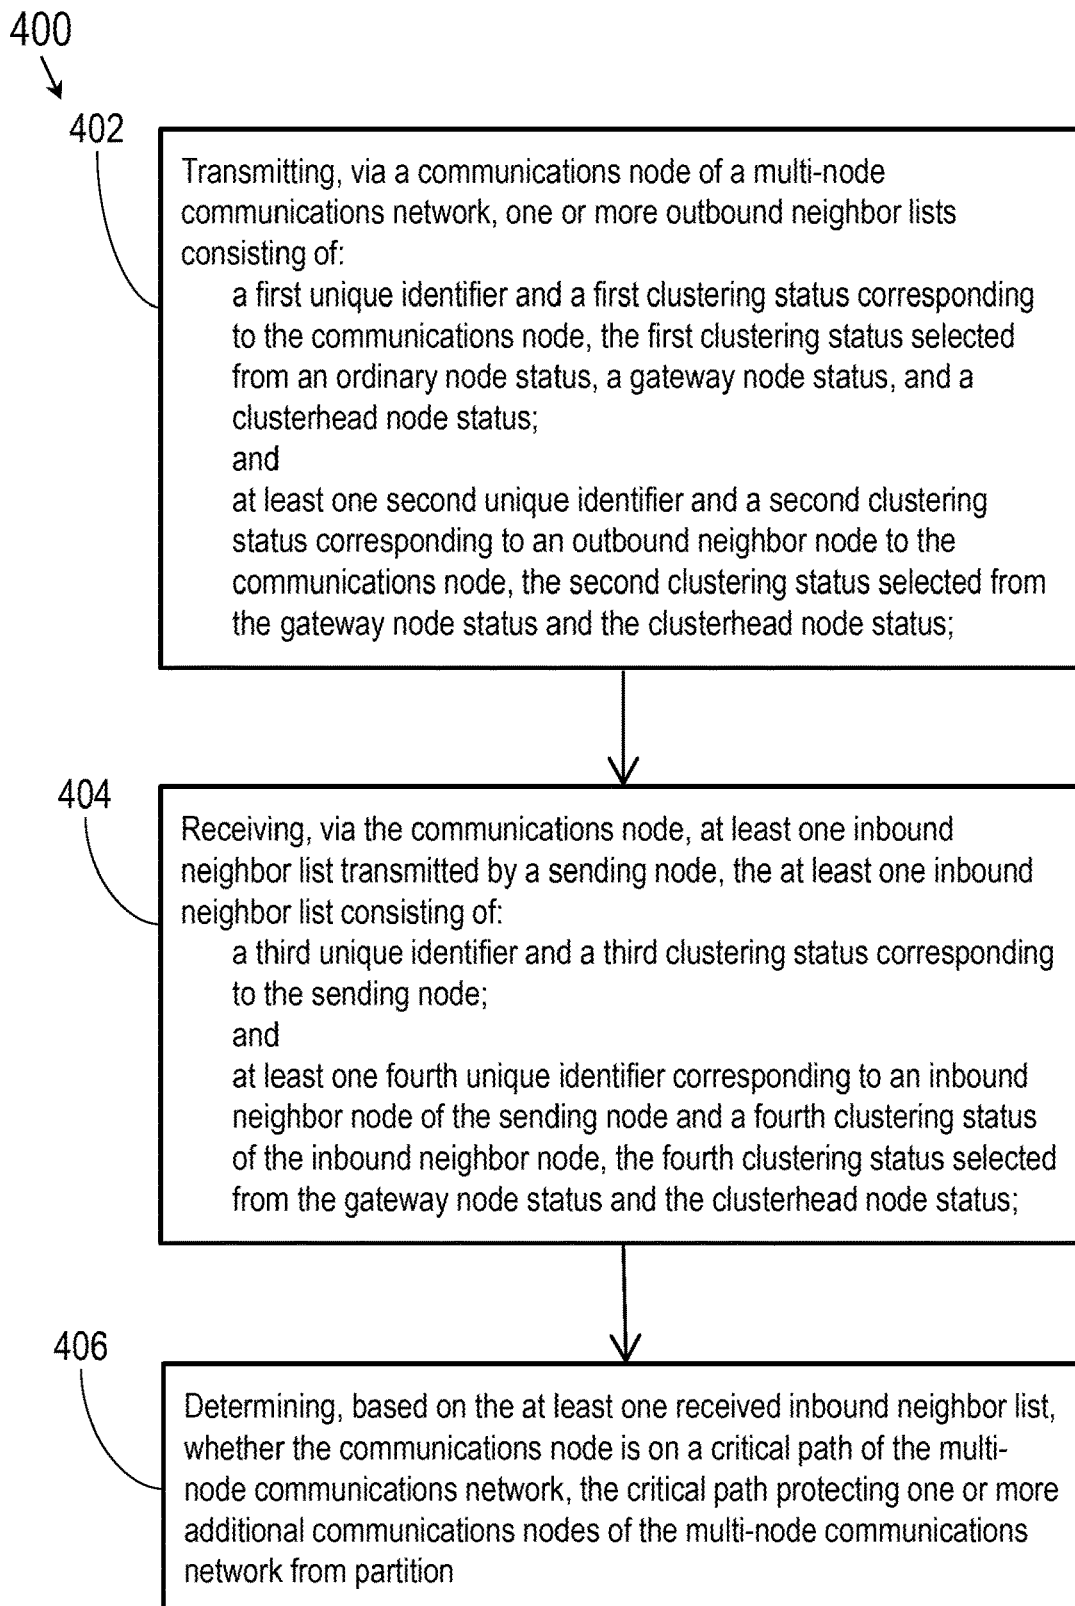 400
402
Transmitting, via a communications node of a multi-node
communications network, one or more outbound neighbor lists
consisting of:
a first unique identifier and a first clustering status corresponding
to the communications node, the first clustering status selected
from an ordinary node status, a gateway node status, and a
clusterhead node status;
and
at least one second unique identifier and a second clustering
status corresponding to an outbound neighbor node to the
communications node, the second clustering status selected from
the gateway node status and the clusterhead node status;
404
Receiving, via the communications node, at least one inbound
neighbor list transmitted by a sending node, the at least one inbound
neighbor list consisting of:
a third unique identifier and a third clustering status corresponding
to the sending node;
and
at least one fourth unique identifier corresponding to an inbound
neighbor node of the sending node and a fourth clustering status
of the inbound neighbor node, the fourth clustering status selected
from the gateway node status and the clusterhead node status;
406
Determining, based on the at least one received inbound neighbor list,
whether the communications node is on a critical path of the multi-
node communications network, the critical path protecting one or more
additional communications nodes of the multi-node communications
network from partition